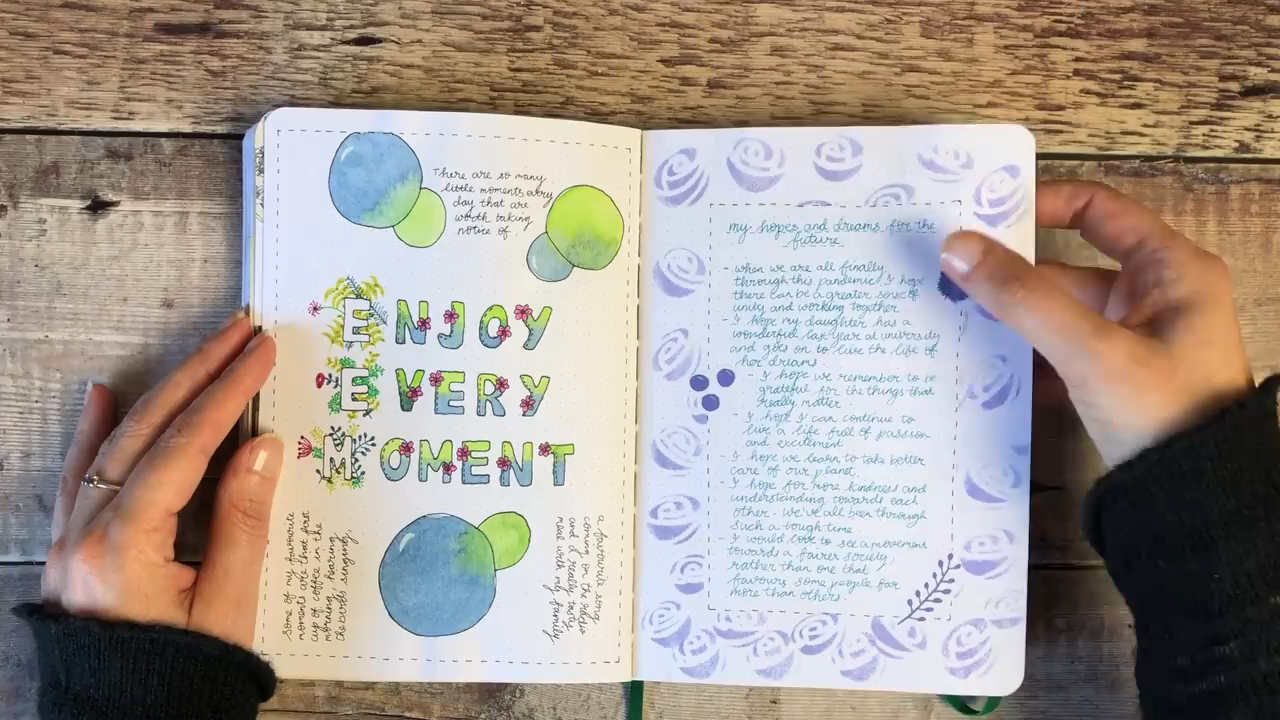 There are so many
little moments every
day that are
worth taking
notice of.
ENJOY
EVERY
MOMENT
Some of my favourite
moment are that first
cup of coffee in the
morning, hearing
the birds singing,
a favourite song
coming on the radio
and a really tasty
meal with my family
my hopes and dreams for the
future
- when we are all finally
through this pandemic I hope
there can be a greater sense of
unity and working together
- I hope my daughter has a
wonderful last year at university
and goes on to live the life of
her dreams.
- I hope we remember to be
grateful for the things that
really matter
- I hope I can continue to
live a life full of passion
and excitement
- I hope we learn to take better
care of our planet.
- I hope for more kindness and
understanding towards each
other. We've all been through
such a tough time.
- I would love to see a movement
towards a fairer society
rather than one that
favours some people far
more than others.